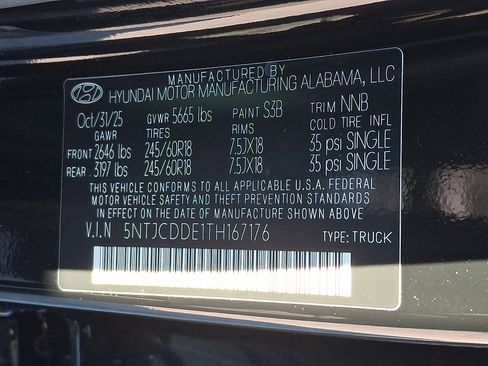 MANUFACTURED BY
HYUNDAI MOTOR MANUFACTURING ALABAMA, LLC
Oct/31/25 GVWR 5665 lbs PAINT S3B TRIM NNB
GAWR TIRES RIMS COLD TIRE INFL
FRONT 2646 lbs 245/60R18 7.5JX18 35 psi SINGLE
REAR 3197 lbs 245/60R18 7.5JX18 35 psi SINGLE
THIS VEHICLE CONFORMS TO ALL APPLICABLE U.S.A. FEDERAL
MOTOR VEHICLE SAFETY AND THEFT PREVENTION STANDARDS
IN EFFECT ON THE DATE OF MANUFACTURE SHOWN ABOVE
V.I.N 5NTJCDDE1TH167176 TYPE: TRUCK